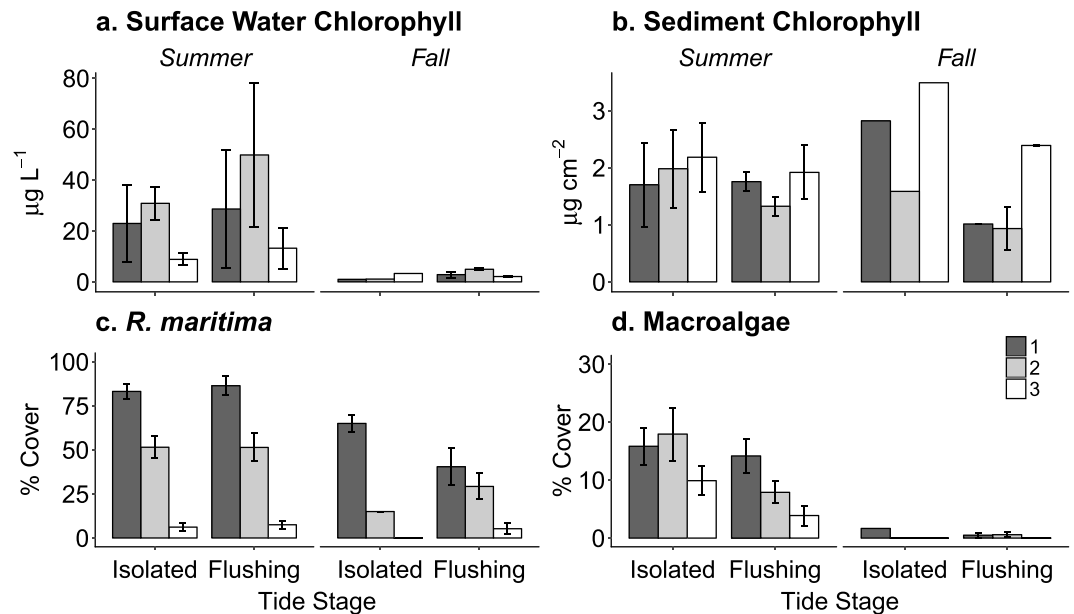 a. Surface Water Chlorophyll
Summer Fall
80
60
40
20
0
µg L⁻¹
b. Sediment Chlorophyll
Summer Fall
3
2
1
0
µg cm⁻²
c. R. maritima
100
75
50
25
0
% Cover
Isolated Flushing Isolated Flushing
Tide Stage
d. Macroalgae
1
2
3
30
20
10
0
% Cover
Isolated Flushing Isolated Flushing
Tide Stage